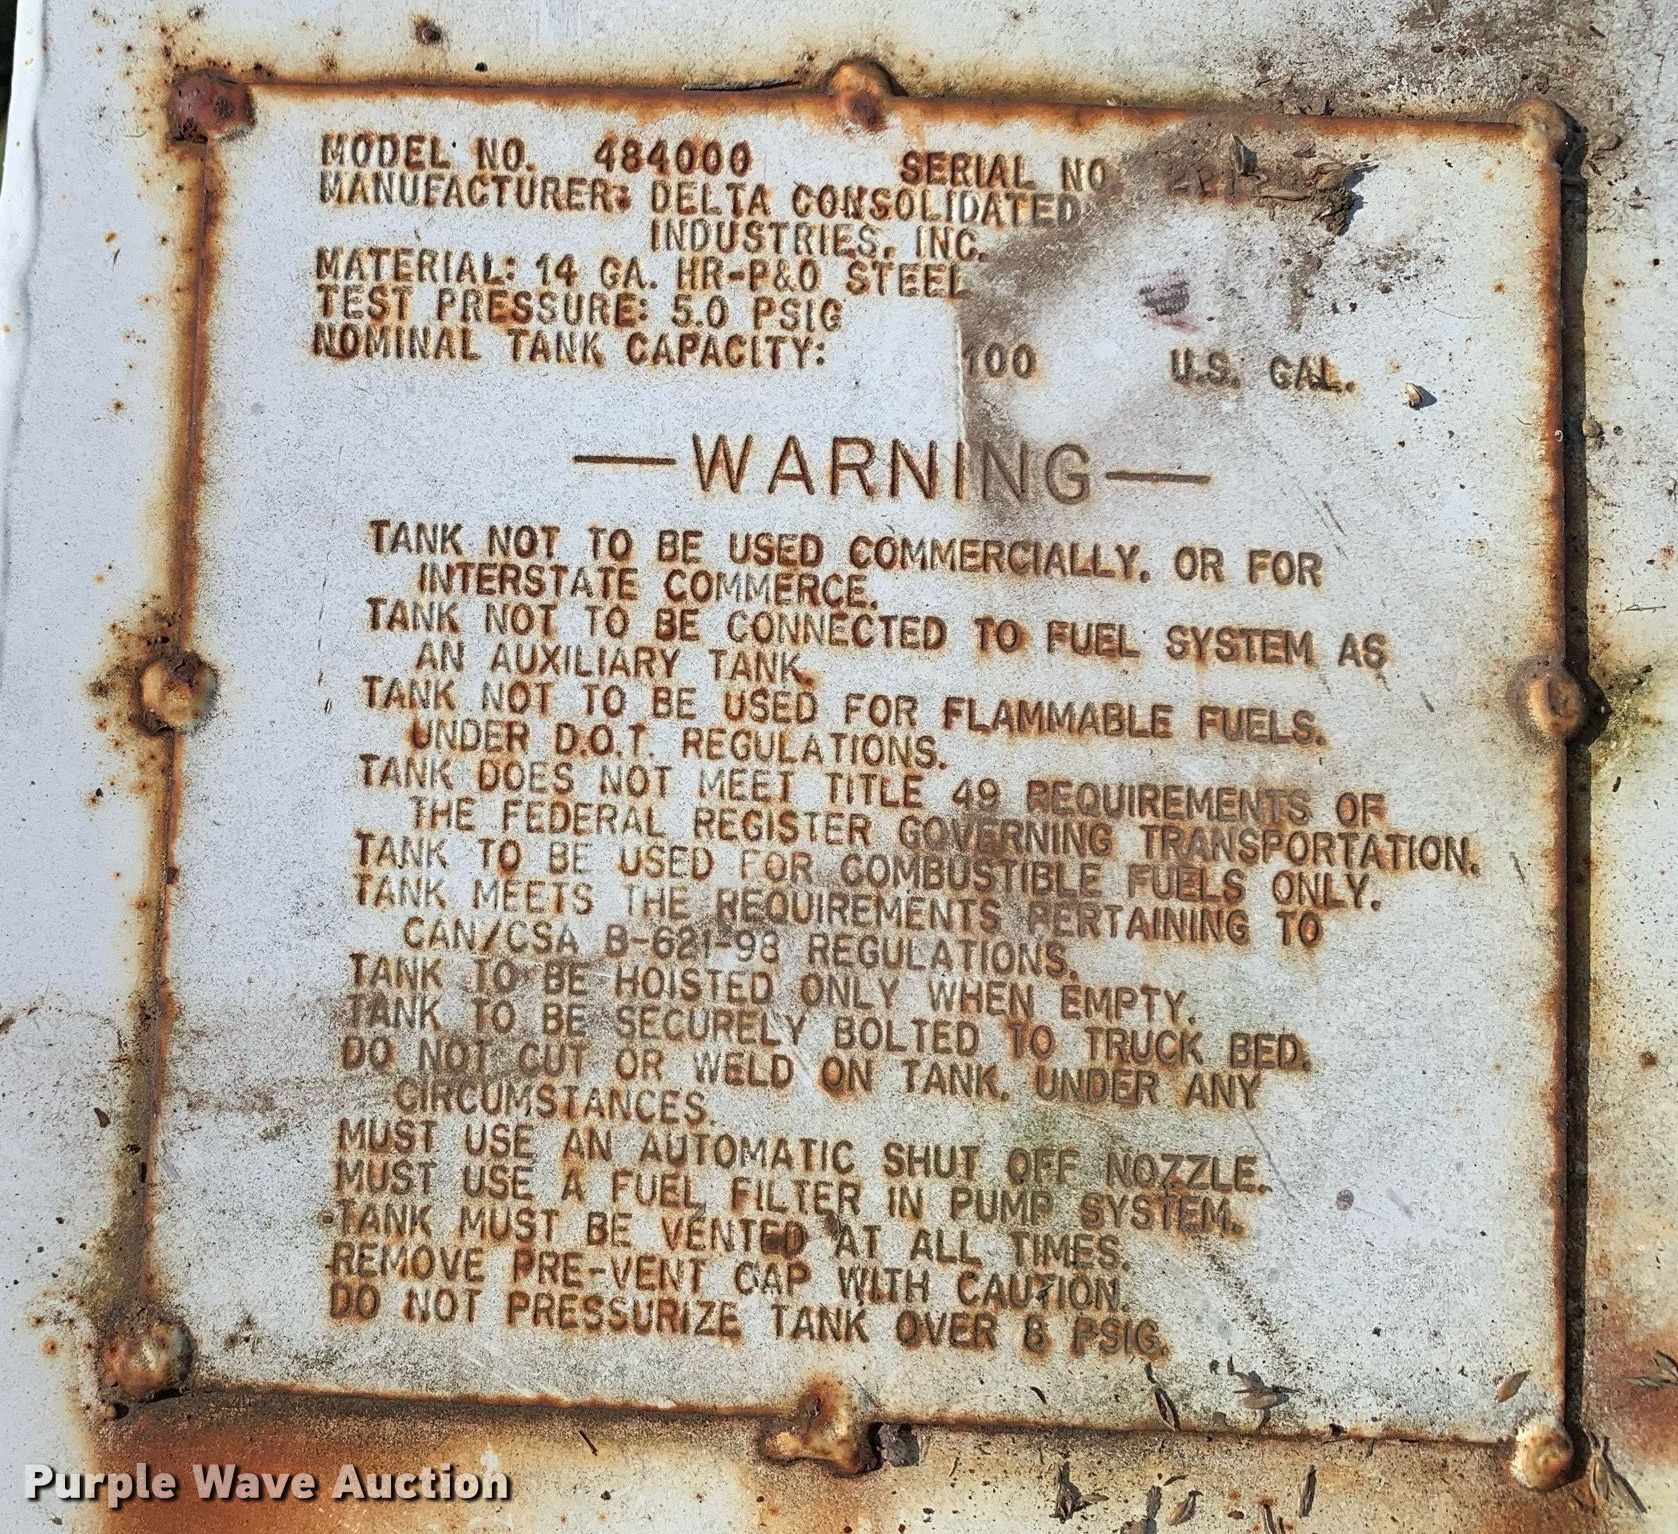 MODEL NO. 484000 SERIAL NO.
MANUFACTURER: DELTA CONSOLIDATED
INDUSTRIES, INC.
MATERIAL: 14 GA. HR-P&O STEEL
TEST PRESSURE: 5.0 PSIG
NOMINAL TANK CAPACITY: 100 U.S. GAL.
—WARNING—
TANK NOT TO BE USED COMMERCIALLY, OR FOR
INTERSTATE COMMERCE.
TANK NOT TO BE CONNECTED TO FUEL SYSTEM AS
AN AUXILIARY TANK.
TANK NOT TO BE USED FOR FLAMMABLE FUELS,
UNDER D.O.T. REGULATIONS.
TANK DOES NOT MEET TITLE 49 REQUIREMENTS OF
THE FEDERAL REGISTER GOVERNING TRANSPORTATION.
TANK TO BE USED FOR COMBUSTIBLE FUELS ONLY.
TANK MEETS THE REQUIREMENTS PERTAINING TO
CAN/CSA B-621-98 REGULATIONS.
TANK TO BE HOISTED ONLY WHEN EMPTY.
TANK TO BE SECURELY BOLTED TO TRUCK BED.
DO NOT CUT OR WELD ON TANK, UNDER ANY
CIRCUMSTANCES.
MUST USE AN AUTOMATIC SHUT OFF NOZZLE.
MUST USE A FUEL FILTER IN PUMP SYSTEM.
TANK MUST BE VENTED AT ALL TIMES.
REMOVE PRE-VENT CAP WITH CAUTION.
DO NOT PRESSURIZE TANK OVER 8 PSIG.
Purple Wave Auction